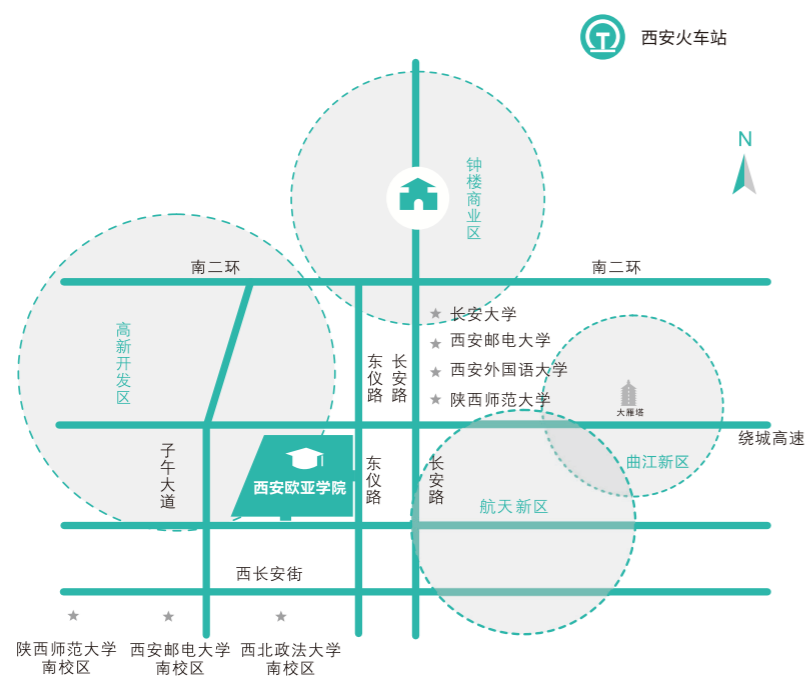 西安火车站
N
钟楼商业区
南二环
南二环
高新开发区
长安大学
西安邮电大学
西安外国语大学
陕西师范大学
东仪路
长安路
大雁塔
绕城高速
曲江新区
子午大道
西安欧亚学院
东仪路
长安路
航天新区
西长安街
陕西师范大学
南校区
西安邮电大学
南校区
西北政法大学
南校区